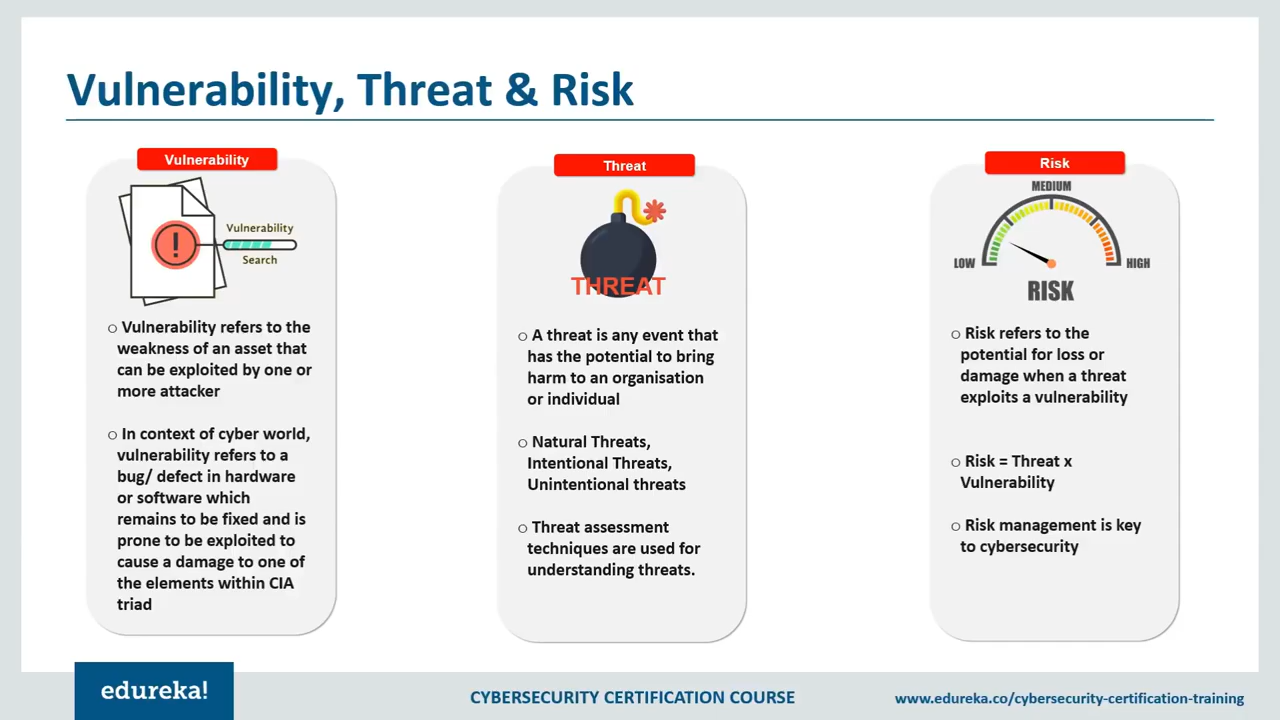 Vulnerability, Threat & Risk
Vulnerability
Vulnerability
Search
o Vulnerability refers to the
weakness of an asset that
can be exploited by one or
more attacker
o In context of cyber world,
vulnerability refers to a
bug/ defect in hardware
or software which
remains to be fixed and is
prone to be exploited to
cause a damage to one of
the elements within CIA
triad
Threat
THREAT
o A threat is any event that
has the potential to bring
harm to an organisation
or individual
o Natural Threats,
Intentional Threats,
Unintentional threats
o Threat assessment
techniques are used for
understanding threats.
Risk
MEDIUM
LOW
HIGH
RISK
o Risk refers to the
potential for loss or
damage when a threat
exploits a vulnerability
o Risk = Threat x
Vulnerability
o Risk management is key
to cybersecurity
edureka!
CYBERSECURITY CERTIFICATION COURSE
www.edureka.co/cybersecurity-certification-training